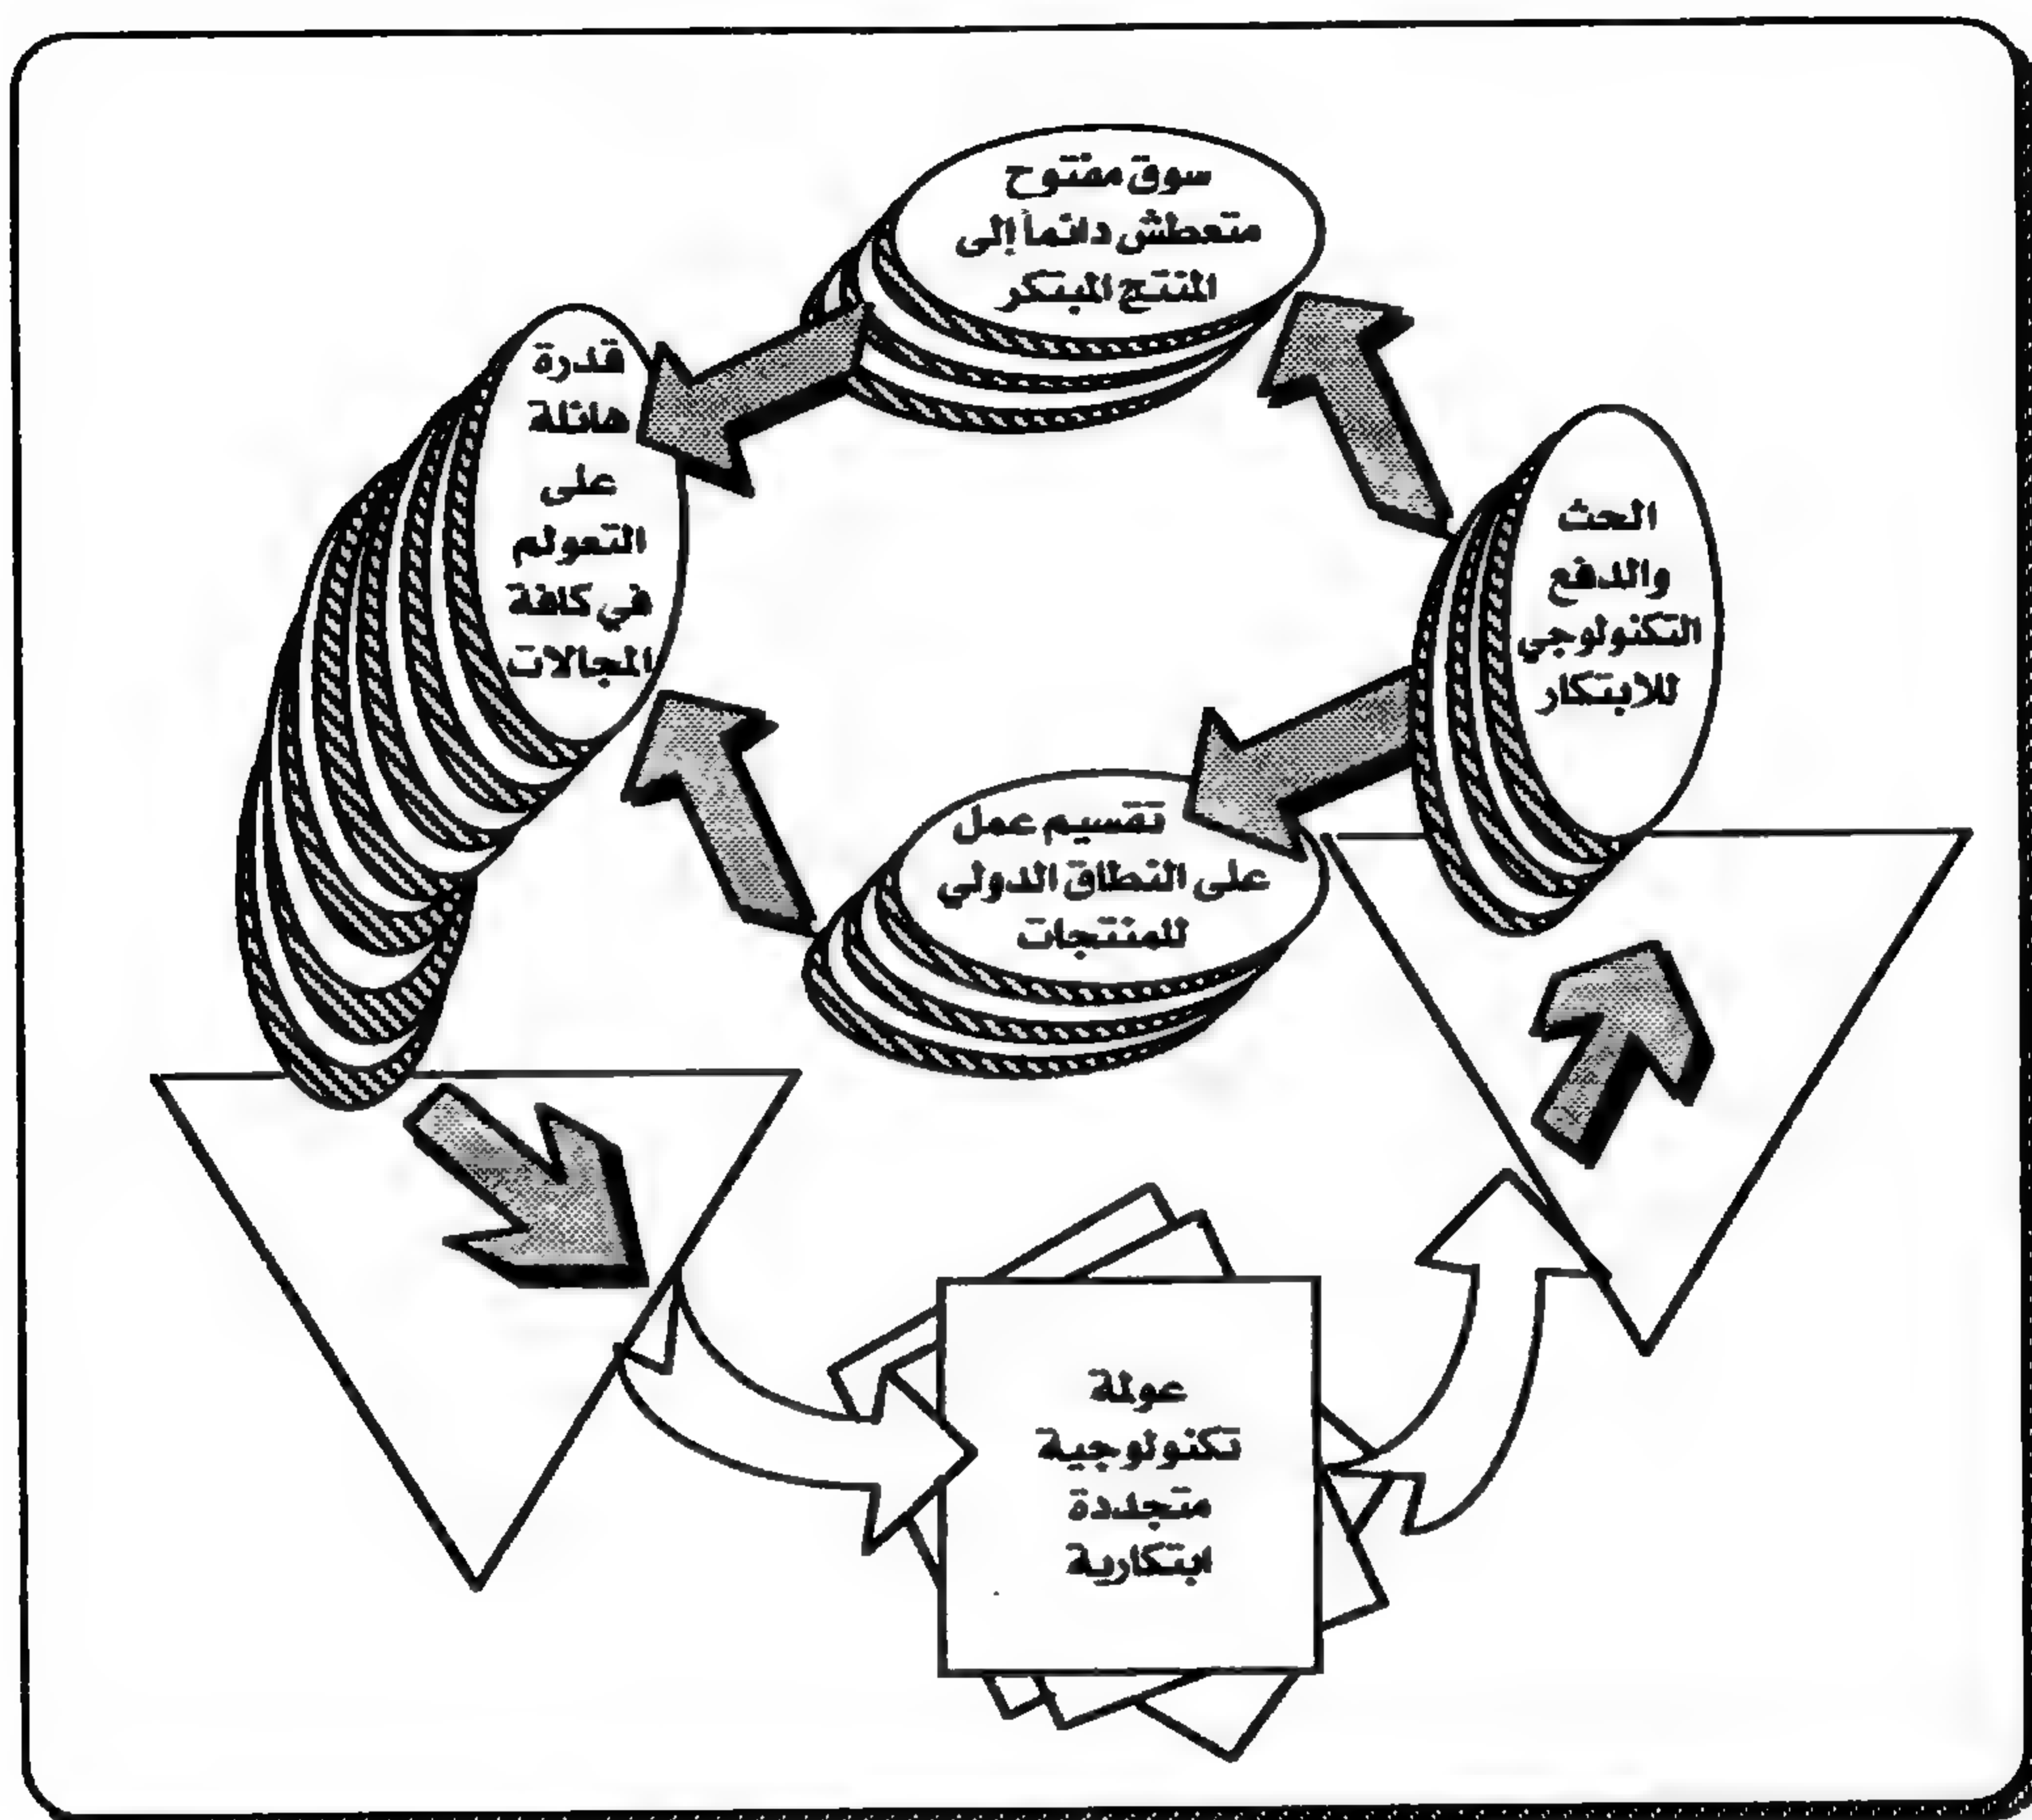 سوق مفتوح
متعطش دائماً إلى
المنتج المبتكر
الحث
والدفع
التكنولوجي
للابتكار
قدرة
هائلة
على
التعولم
في كافة
المجالات
تقسيم عمل
على النطاق الدولي
للمنتجات
عولمة
تكنولوجية
متجددة
ابتكارية